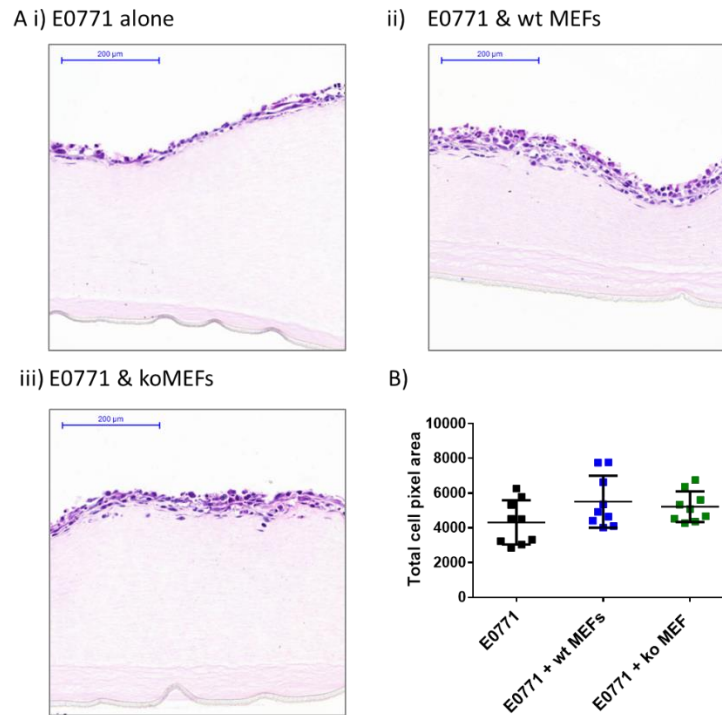 A i) E0771 alone
ii) E0771 & wt MEFs
200 µm
200 µm
iii) E0771 & koMEFs
B)
200 µm
10000
8000
6000
4000
2000
0
Total cell pixel area
E0771
E0771 + wt MEFs
E0771 + ko MEF